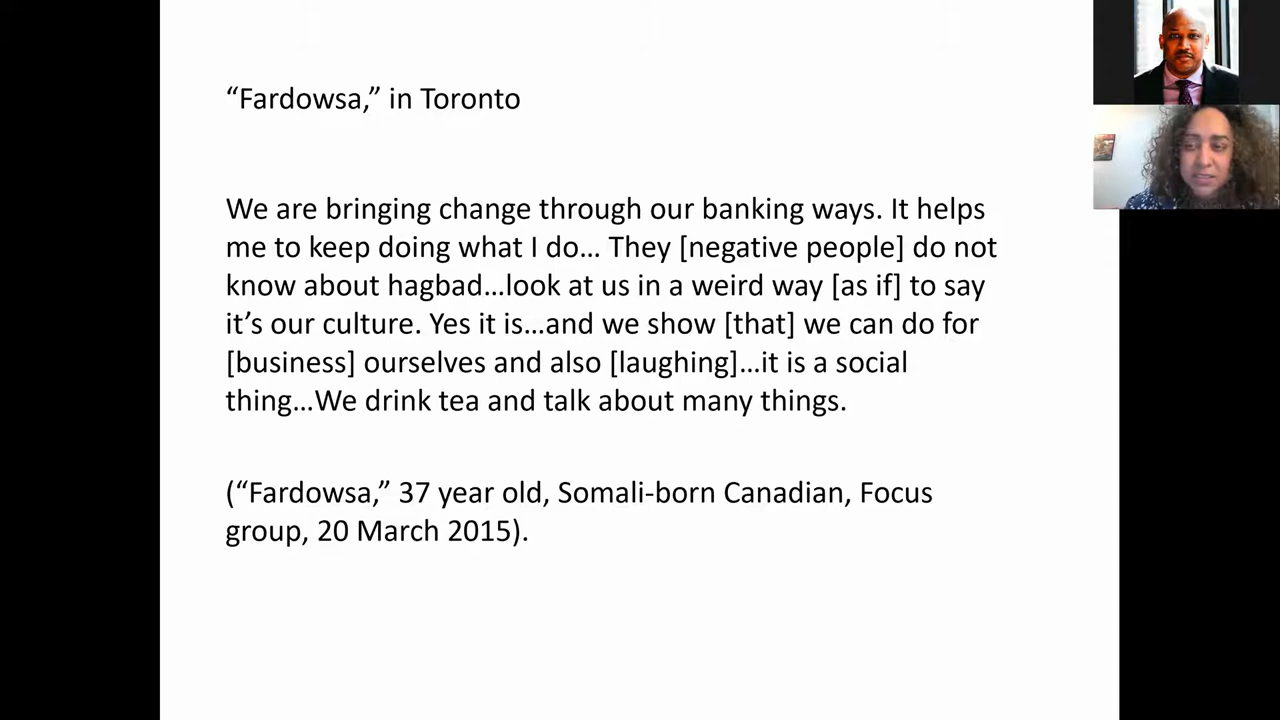 “Fardowsa,” in Toronto
We are bringing change through our banking ways. It helps
me to keep doing what I do… They [negative people] do not
know about hagbad…look at us in a weird way [as if] to say
it’s our culture. Yes it is…and we show [that] we can do for
[business] ourselves and also [laughing]…it is a social
thing…We drink tea and talk about many things.
(“Fardowsa,” 37 year old, Somali-born Canadian, Focus
group, 20 March 2015).